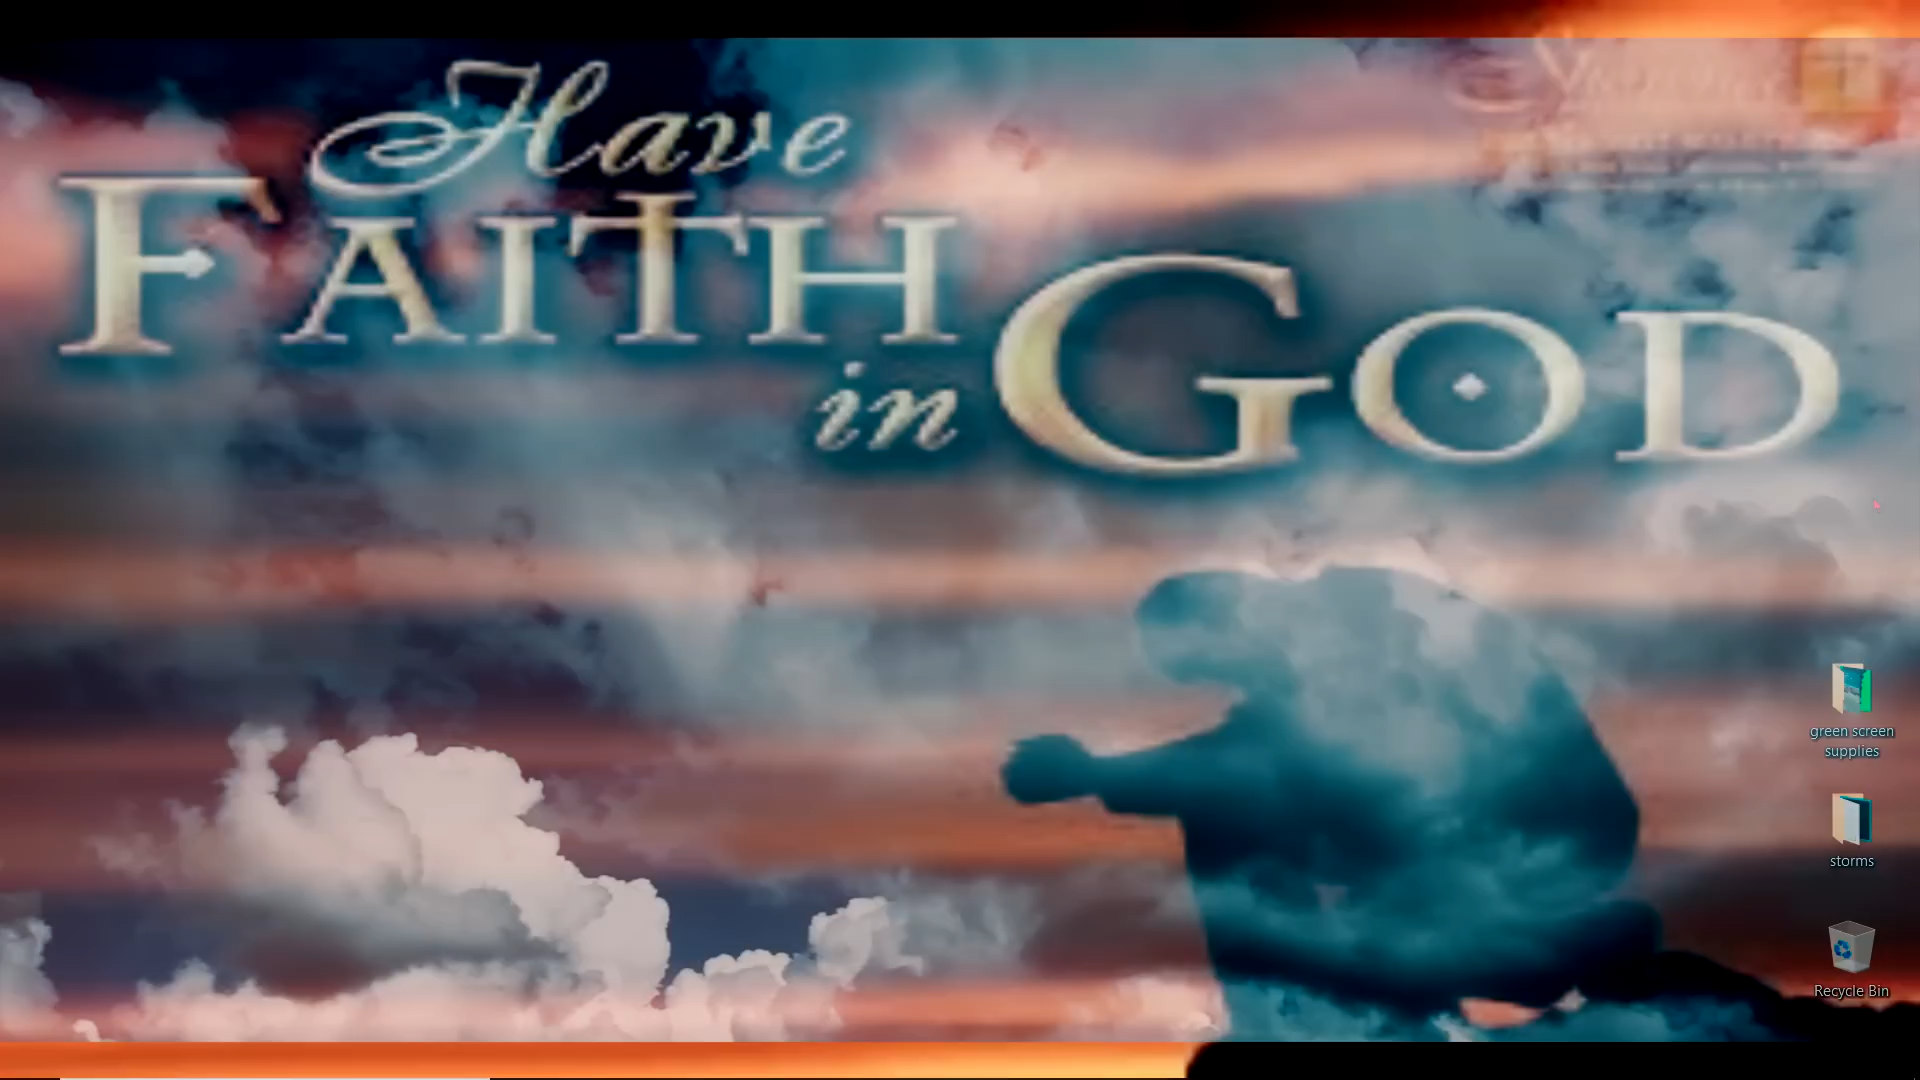 Have
FAITH
in GOD
green screen
supplies
storms
Recycle Bin